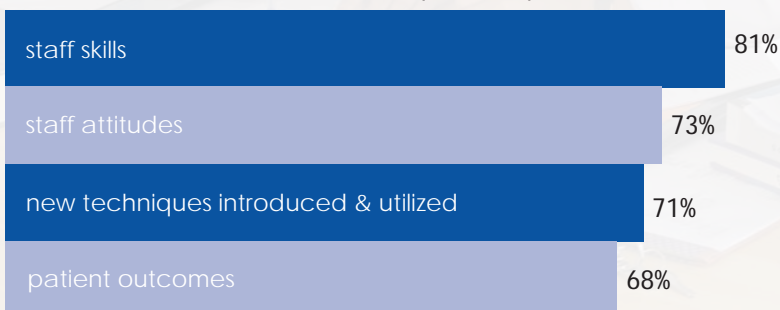 staff skills
81%
staff attitudes
73%
new techniques introduced & utilized
71%
patient outcomes
68%